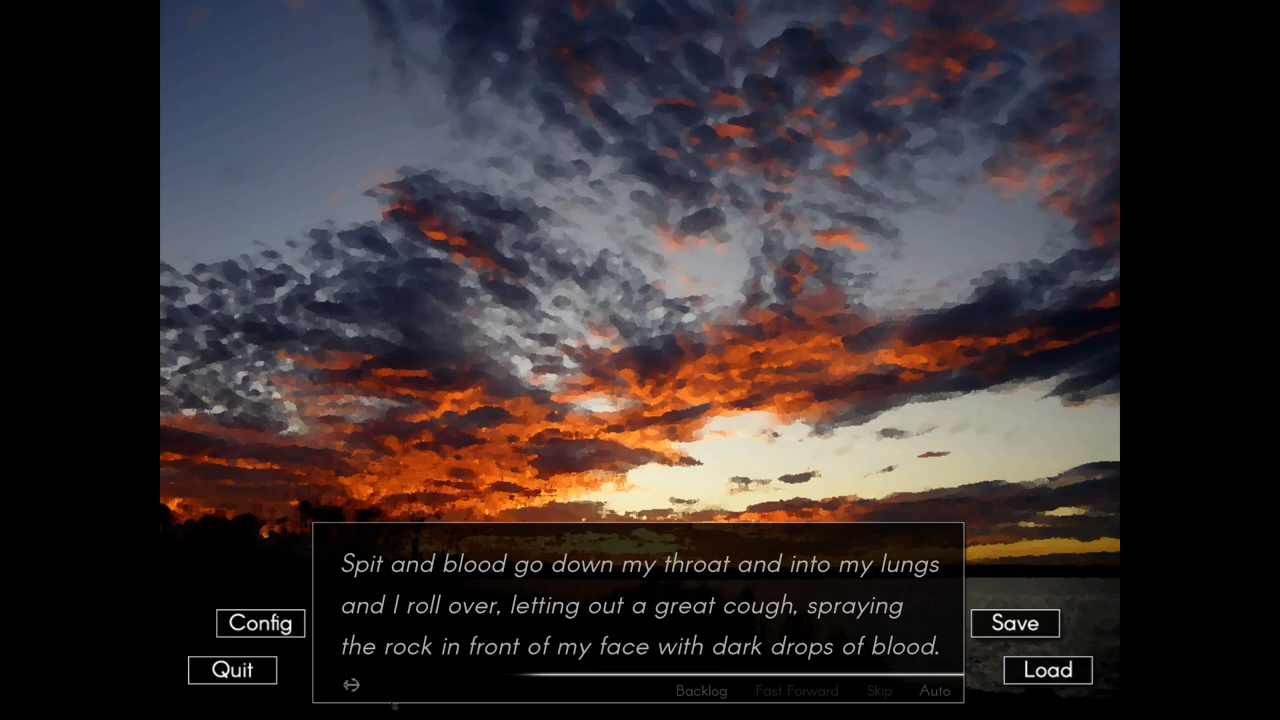 Spit and blood go down my throat and into my lungs
and I roll over, letting out a great cough, spraying
the rock in front of my face with dark drops of blood.
Config
Save
Quit
Load
Backlog
Fast Forward
Skip
Auto